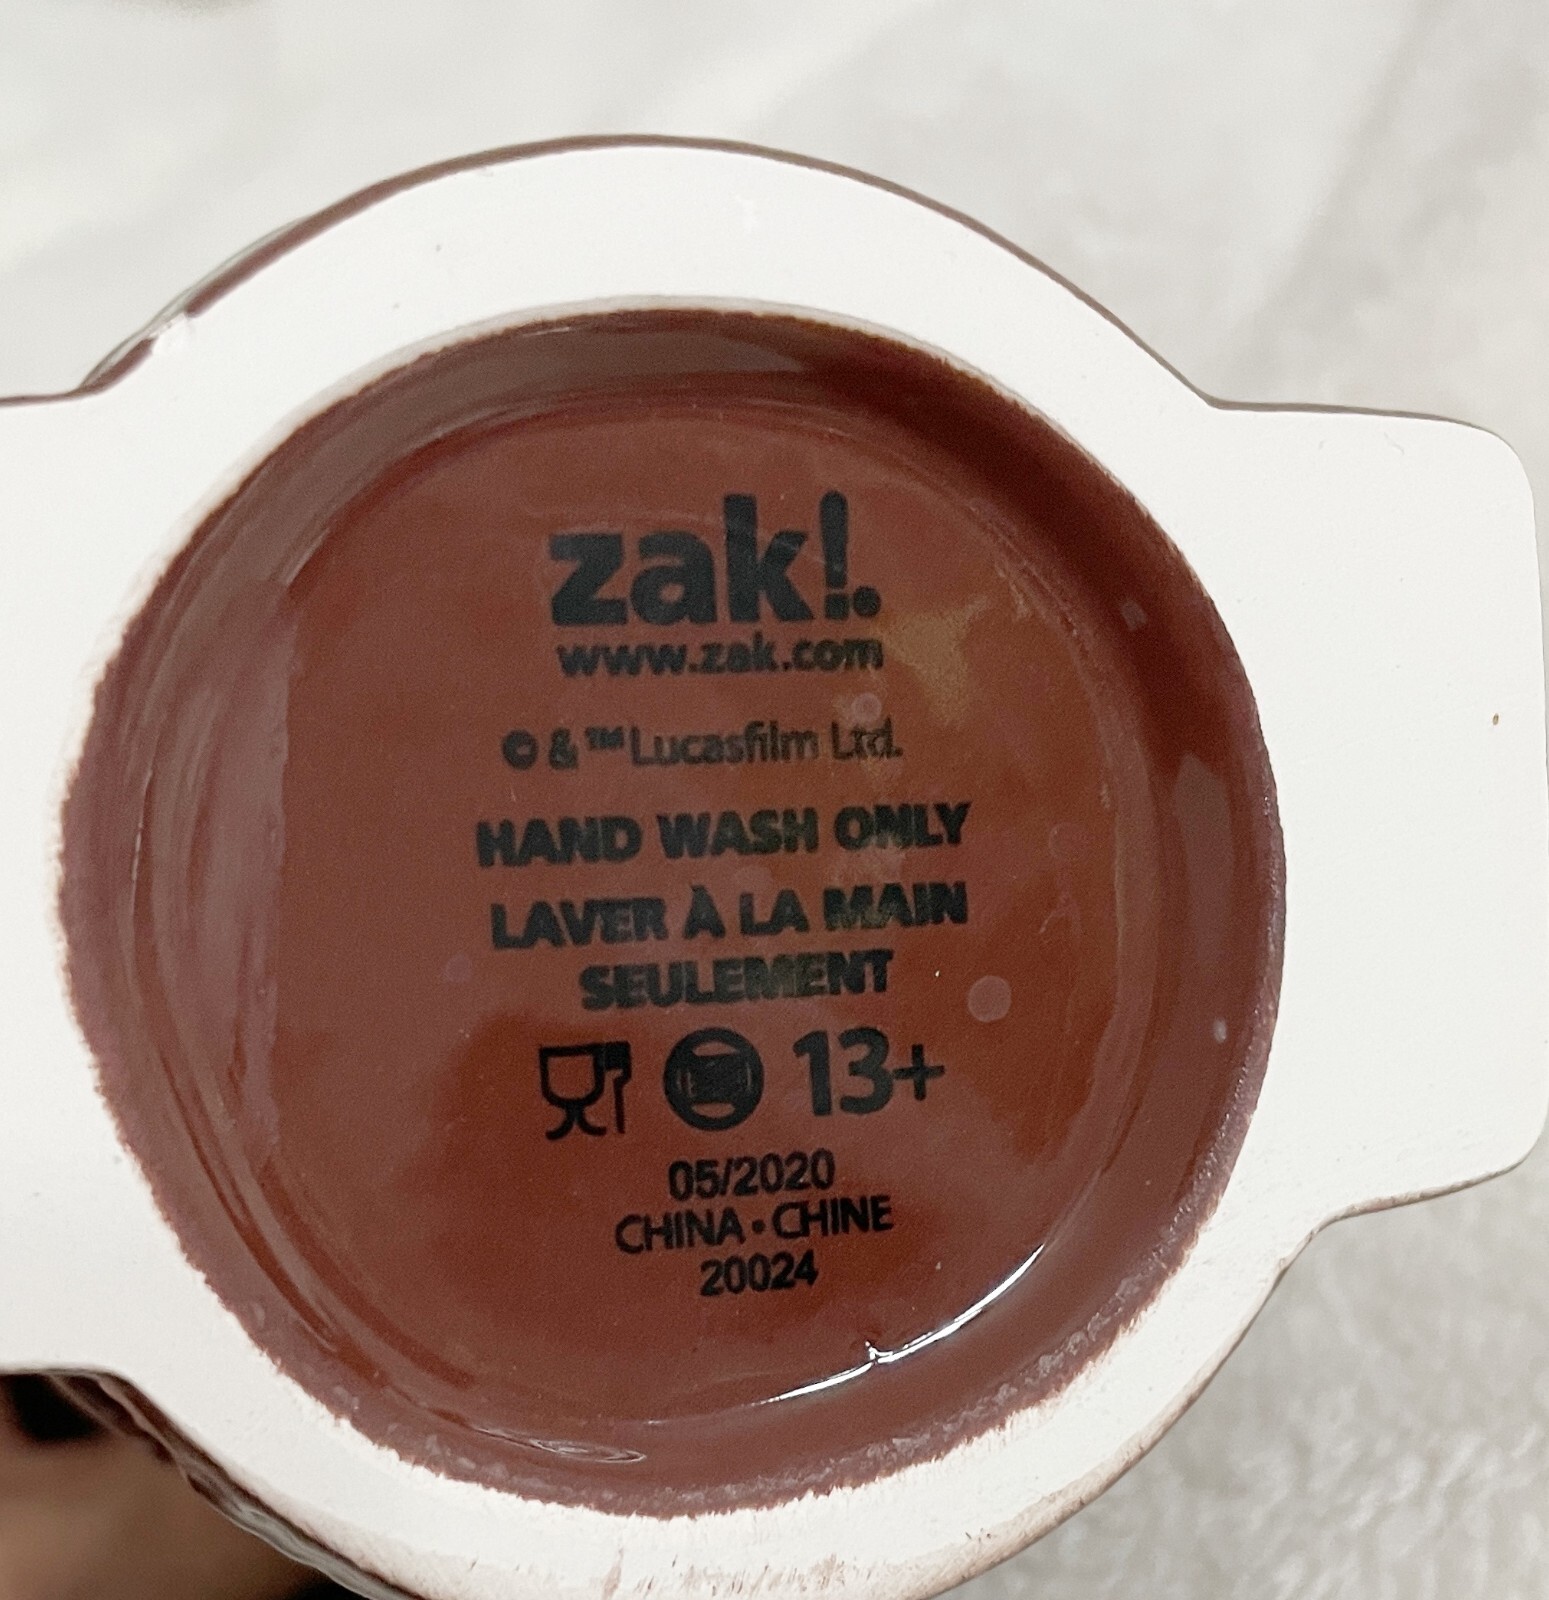 zak!.
www.zak.com
© & ™ Lucasfilm Ltd.
HAND WASH ONLY
LAVER À LA MAIN
SEULEMENT
13+
05/2020
CHINA • CHINE
20024